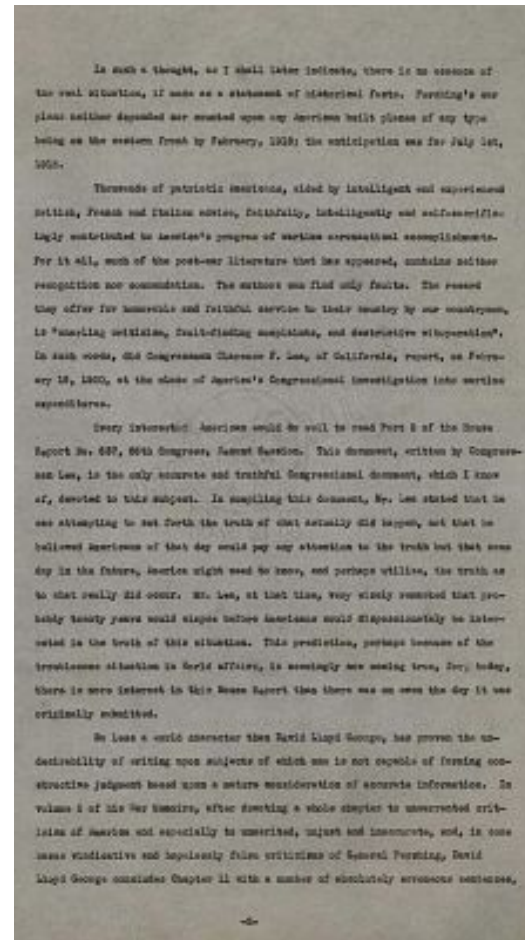 In such a thought, as I shall later indicate, there is no essence of
the real situation, if made as a statement of historical facts. Pershing's war
plans neither depended nor counted upon any American built planes of any type
being on the western front by February, 1918; the anticipation was for July 1st,
1918.
Thousands of patriotic Americans, aided by intelligent and experienced
British, French and Italian advice, faithfully, intelligently and self-sacrific-
ingly contributed to America's progress of wartime aeronautical accomplishments.
For it all, much of the post-war literature that has appeared, contains neither
recognition nor commendation. The authors can find only faults. The reward
they offer for honorable and faithful service to their country by our countrymen,
is "snarling criticism, fault-finding complaints, and destructive vituperation".
In such words, did Congressman Clarence F. Lea, of California, report, on Febru-
ary 16, 1920, at the close of America's Congressional investigation into wartime
expenditures.
Every interested American would do well to read Part 2 of the House
Report No. 637, 66th Congress, Second Session. This document, written by Congress-
man Lea, is the only accurate and truthful Congressional document, which I know
of, devoted to this subject. In compiling this document, Mr. Lea stated that he
was attempting to set forth the truth of what actually did happen, not that he
believed Americans of that day would pay any attention to the truth but that some
day in the future, America might need to know, and perhaps utilize, the truth as
to what really did occur. Mr. Lea, at that time, very wisely remarked that pro-
bably twenty years would elapse before Americans would dispassionately be inter-
ested in the truth of this situation. This prediction, perhaps because of the
troublesome situation in World affairs, is seemingly now coming true, for, today,
there is more interest in this House Report than there was on even the day it was
originally submitted.
No less a world character than David Lloyd George, has proven the un-
desirability of writing upon subjects of which one is not capable of forming con-
structive judgment based upon a mature consideration of accurate information. In
volume 5 of his War Memoirs, after devoting a whole chapter to unwarranted crit-
icism of America and especially to unmerited, unjust and inaccurate, and, in some
cases vindicative and hopelessly false criticisms of General Pershing, David
Lloyd George concludes Chapter 11 with a number of absolutely erroneous sentences,